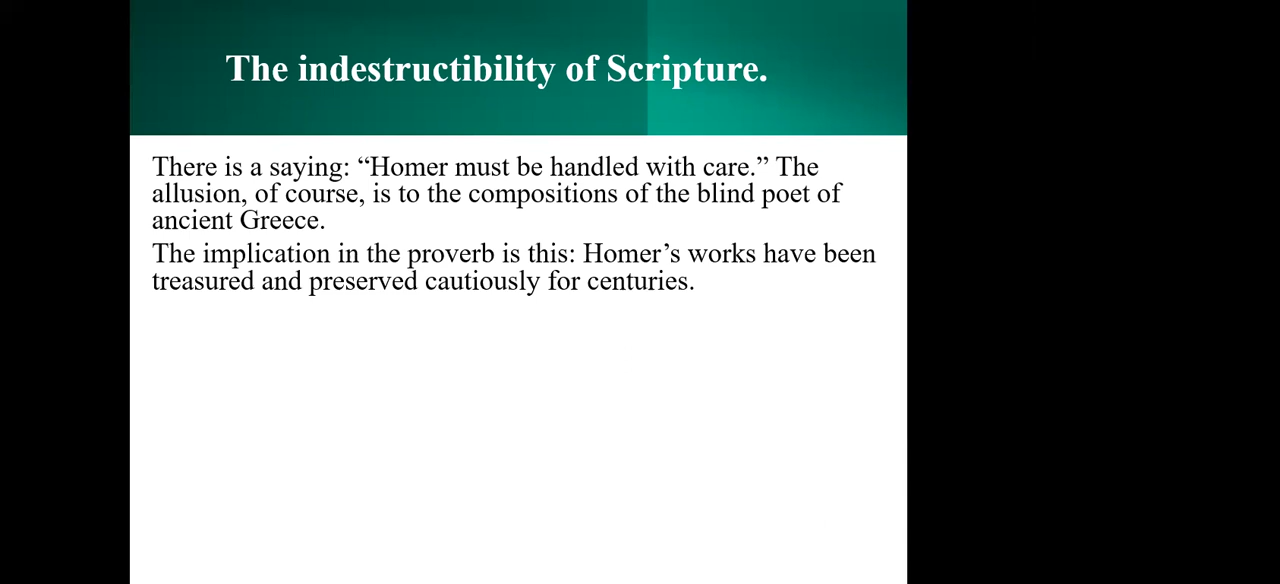 The indestructibility of Scripture.
There is a saying: “Homer must be handled with care.” The
allusion, of course, is to the compositions of the blind poet of
ancient Greece.
The implication in the proverb is this: Homer’s works have been
treasured and preserved cautiously for centuries.